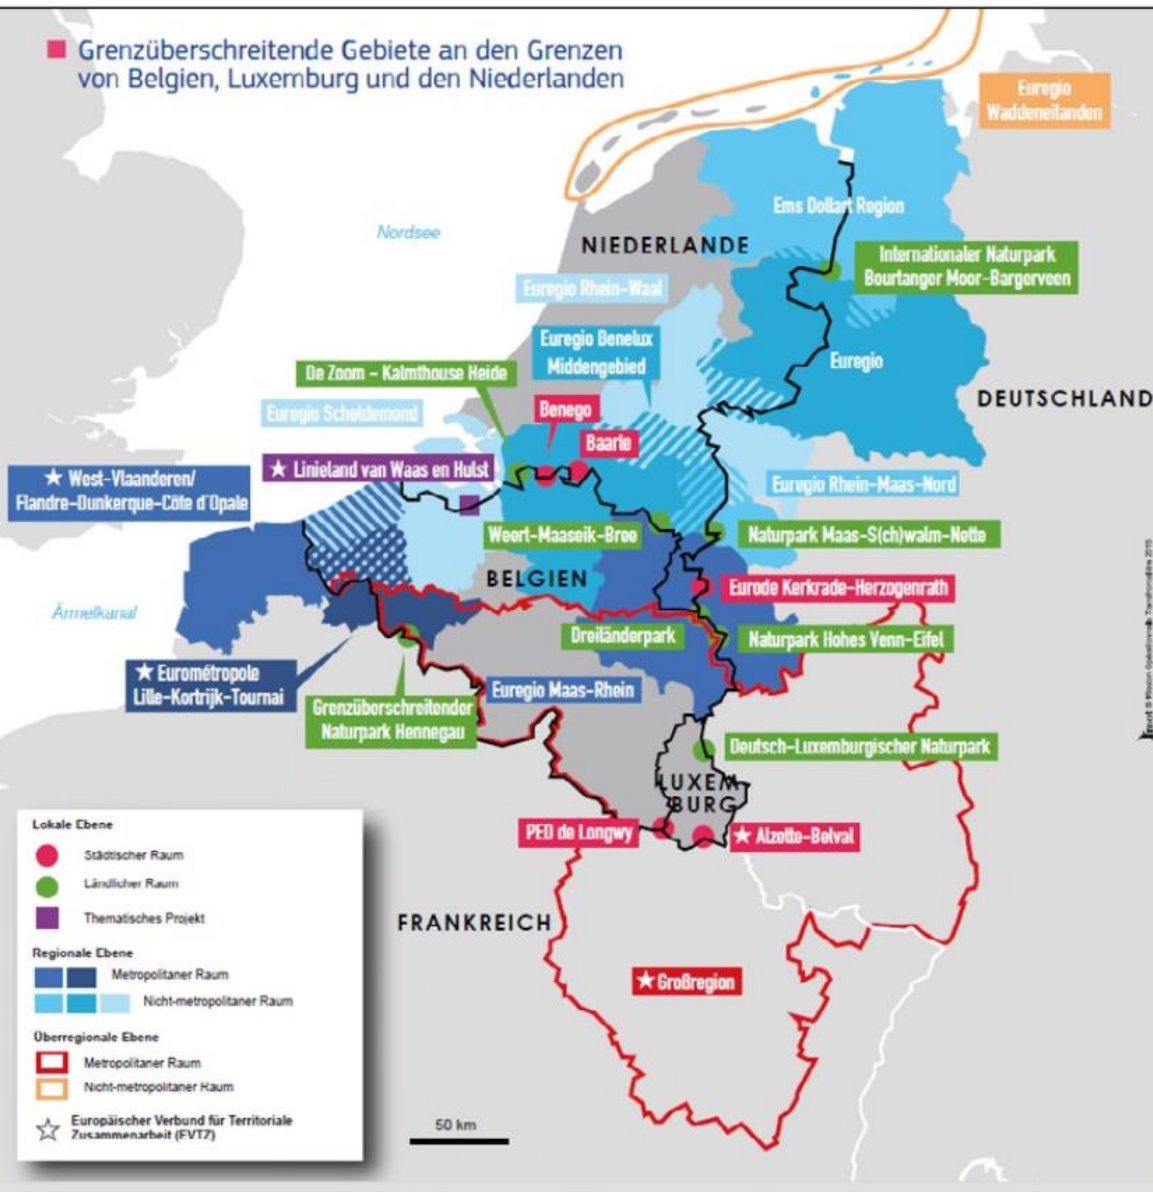 Grenzüberschreitende Gebiete an den Grenzen
von Belgien, Luxemburg und den Niederlanden
Euregio
Waddeneilanden
Ems Dollart Region
Nordsee
NIEDERLANDE
Internationaler Naturpark
Bourtanger Moor-Bargerveen
Euregio Rhein-Waal
Euregio Benelux
Middengebied
Euregio
De Zoom - Kalmthouse Heide
DEUTSCHLAND
Benego
Euregio Scheldemond
Baarle
Linieland van Waas en Hulst
West-Vlaanderen/
Flandre-Dunkerque-Côte d'Opale
Euregio Rhein-Maas-Nord
Weert-Maaseik-Bree
Naturpark Maas-S(ch)walm-Nette
BELGIEN
Eurode Kerkrade-Herzogenrath
Ärmelkanal
Dreiländerpark
Naturpark Hohes Venn-Eifel
Eurométropole
Lille-Kortrijk-Tournai
Euregio Maas-Rhein
Grenzüberschreitender
Naturpark Hennegau
Deutsch-Luxemburgischer Naturpark
LUXEM
BURG
PED de Longwy
Alzette-Belval
FRANKREICH
Großregion
Lokale Ebene
Städtischer Raum
Ländlicher Raum
Thematisches Projekt
Regionale Ebene
Metropolitaner Raum
Nicht-metropolitaner Raum
Überregionale Ebene
Metropolitaner Raum
Nicht-metropolitaner Raum
Europäischer Verbund für Territoriale
Zusammenarbeit (EVTZ)
50 km